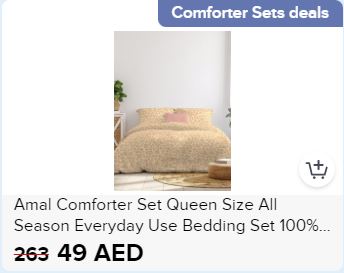 Comforter Sets deals
Amal Comforter Set Queen Size All
Season Everyday Use Bedding Set 100%...
263 49 AED